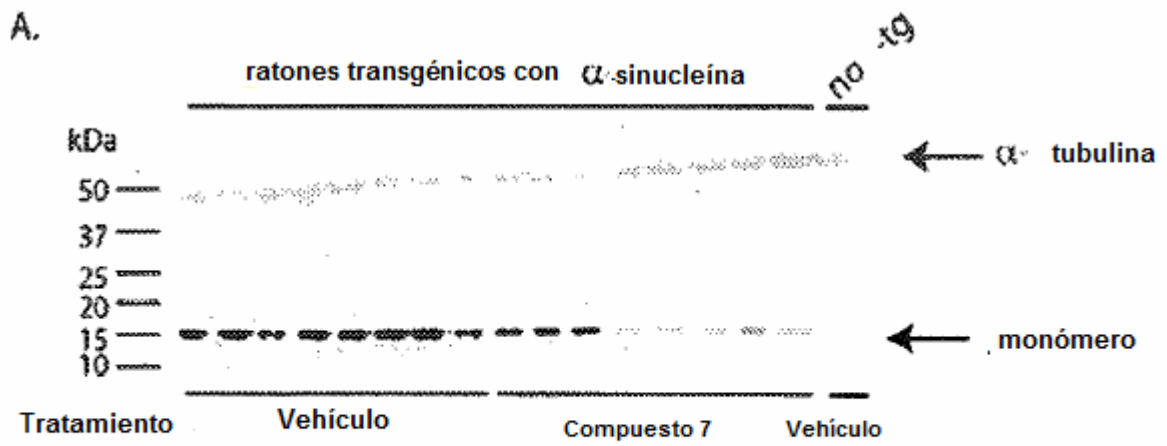 A.
ratones transgénicos con α-sinucleína
no -tg
kDa
50
37
25
20
15
10
α- tubulina
monómero
Tratamiento
Vehículo
Compuesto 7
Vehículo